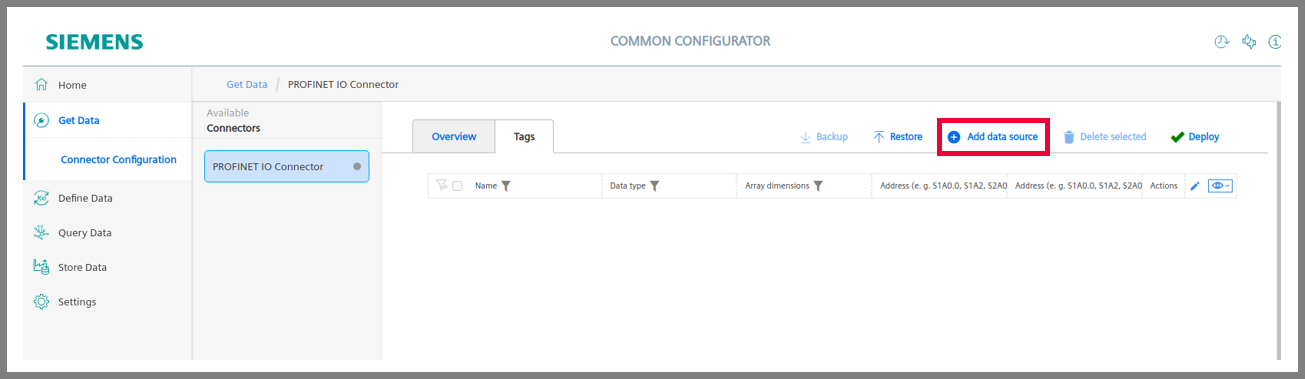 SIEMENS
COMMON CONFIGURATOR
Home
Get Data / PROFINET IO Connector
Get Data
Connector Configuration
Define Data
Query Data
Store Data
Settings
Available
Connectors
PROFINET IO Connector
Overview
Tags
Backup
Restore
Add data source
Delete selected
Deploy
Name
Data type
Array dimensions
Address (e. g. S1A0.0, S1A2, S2A0
Address (e. g. S1A0.0, S1A2, S2A0
Actions